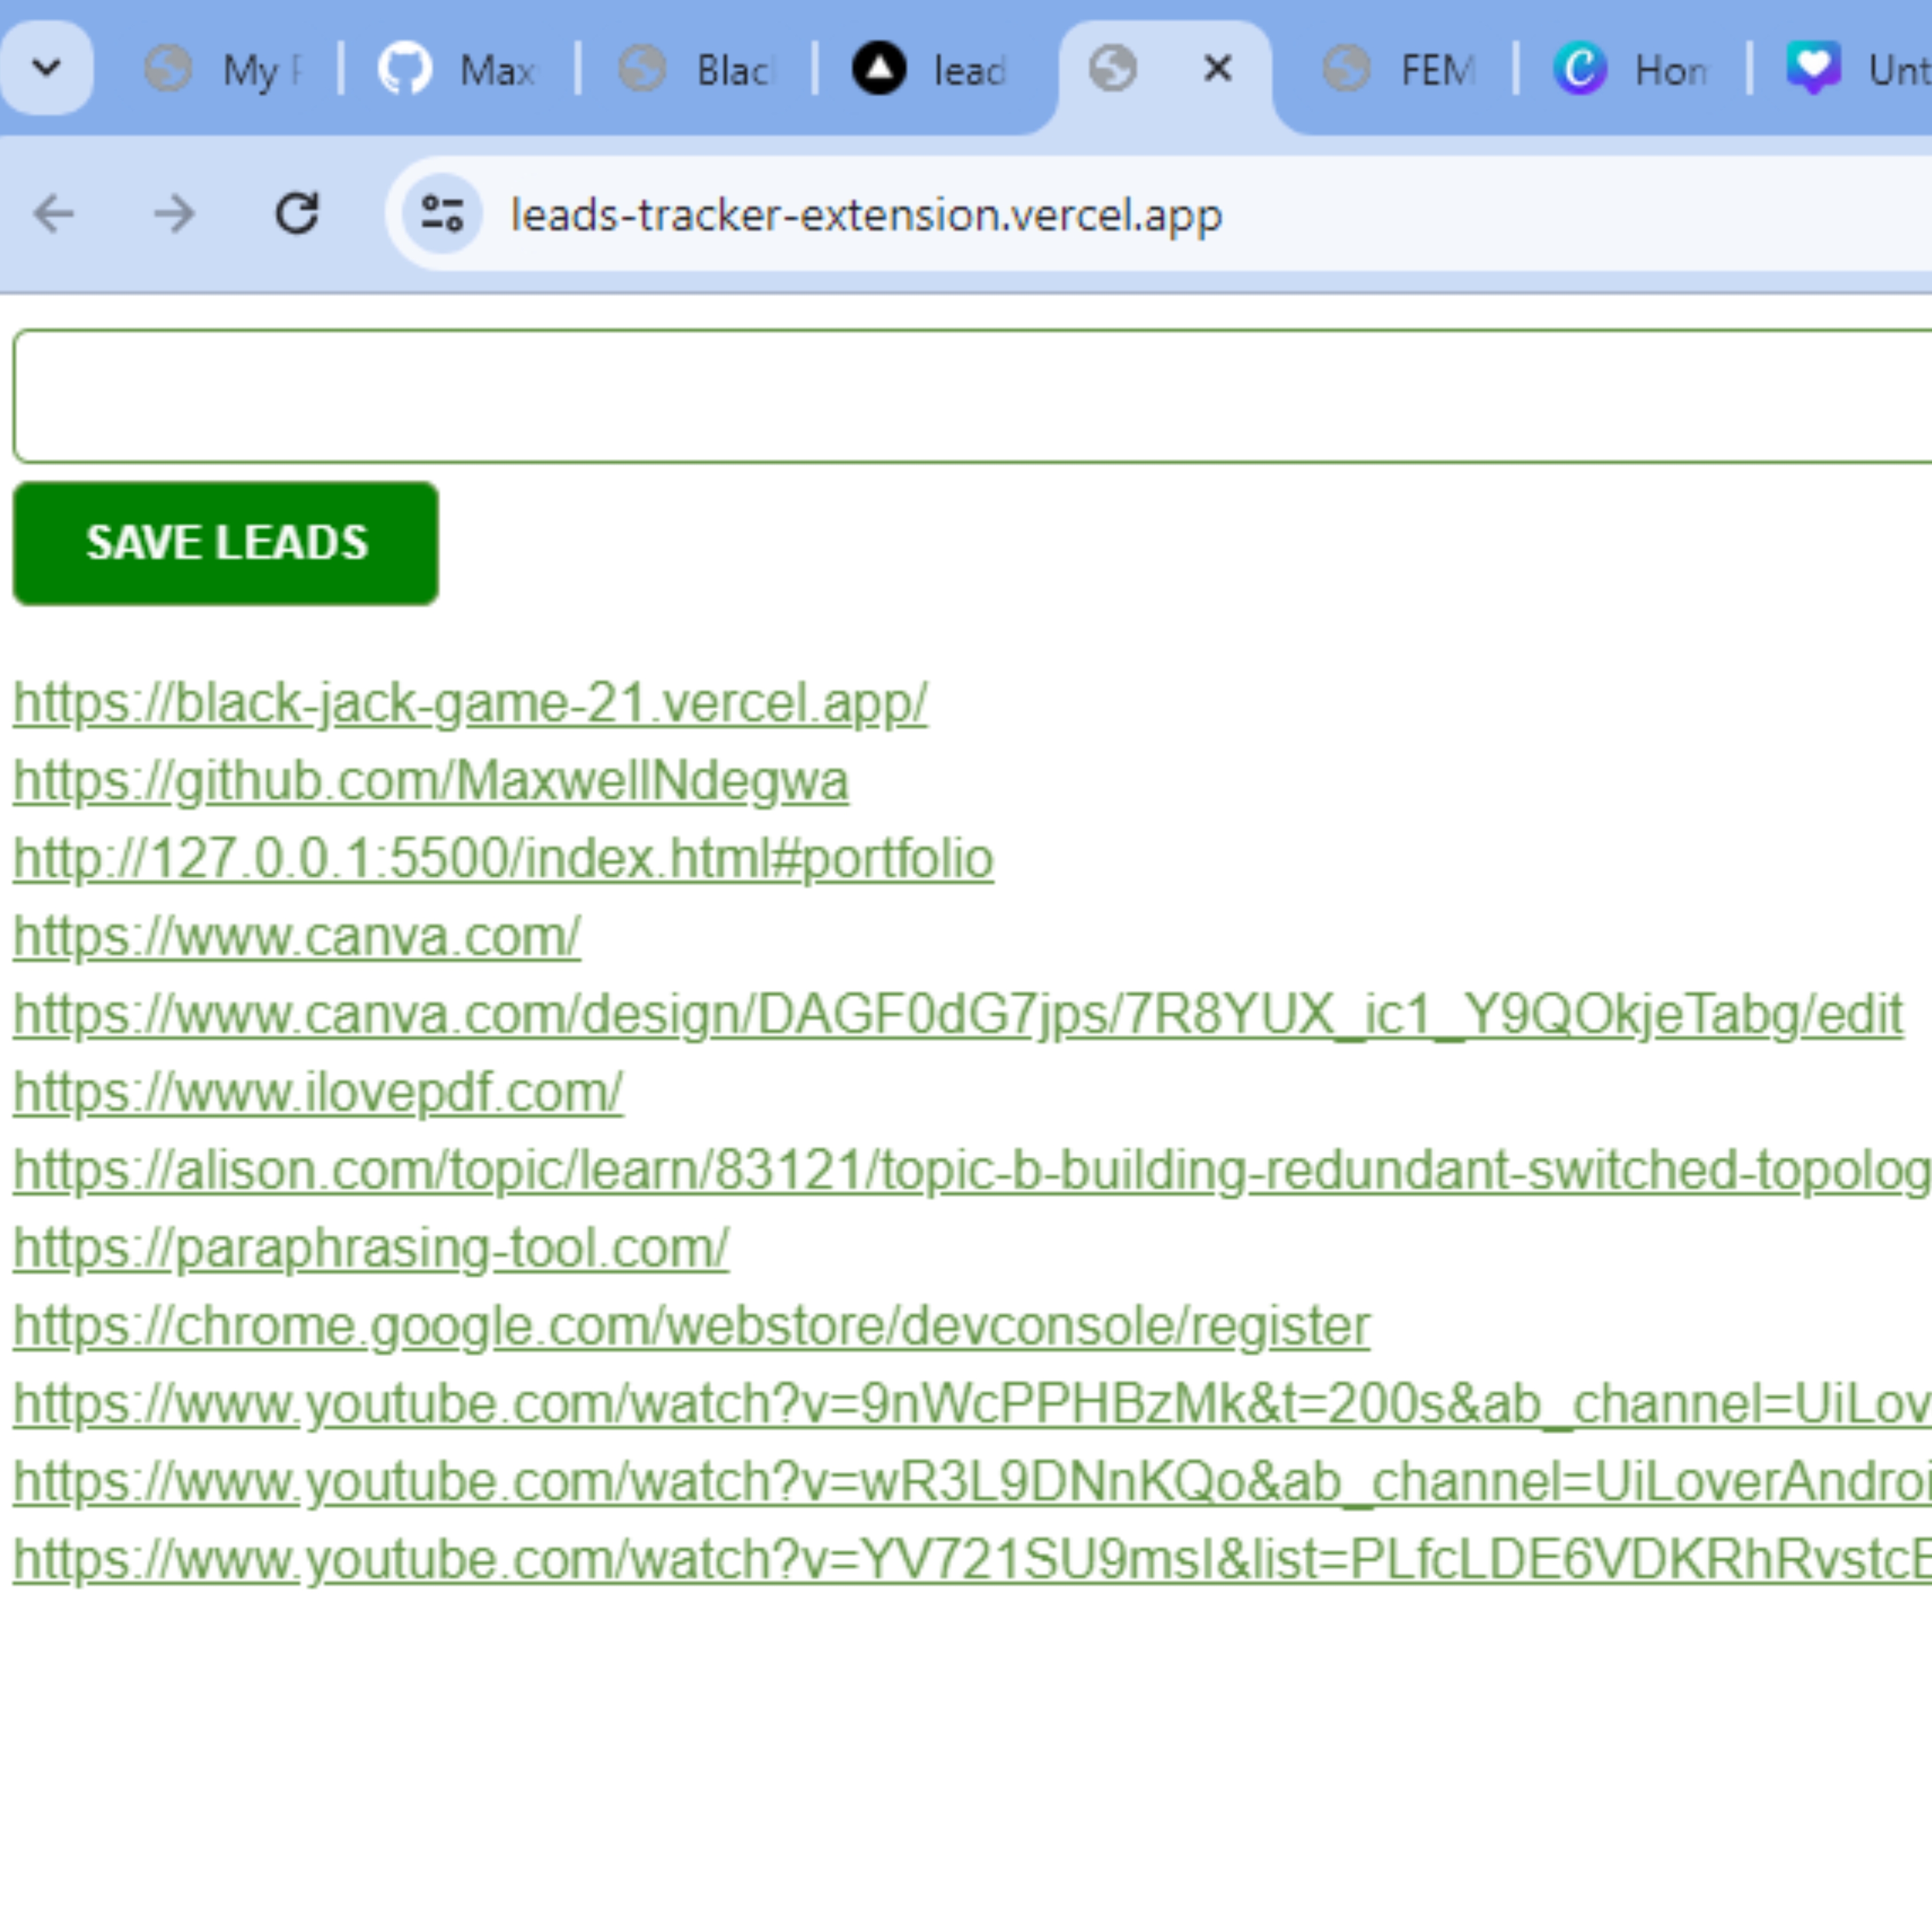 My
Max
Blac
lead
FEM
Hom
Unt
leads-tracker-extension.vercel.app
SAVE LEADS
https://black-jack-game-21.vercel.app/
https://github.com/MaxwellNdegwa
http://127.0.0.1:5500/index.html#portfolio
https://www.canva.com/
https://www.canva.com/design/DAGF0dG7jps/7R8YUX_ic1_Y9QOkjeTabg/edit
https://www.ilovepdf.com/
https://alison.com/topic/learn/83121/topic-b-building-redundant-switched-topolog
https://paraphrasing-tool.com/
https://chrome.google.com/webstore/devconsole/register
https://www.youtube.com/watch?v=9nWcPPHBzMk&t=200s&ab_channel=UiLov
https://www.youtube.com/watch?v=wR3L9DNnKQo&ab_channel=UiLoverAndroi
https://www.youtube.com/watch?v=YV721SU9msI&list=PLfcLDE6VDKRhRvstcE